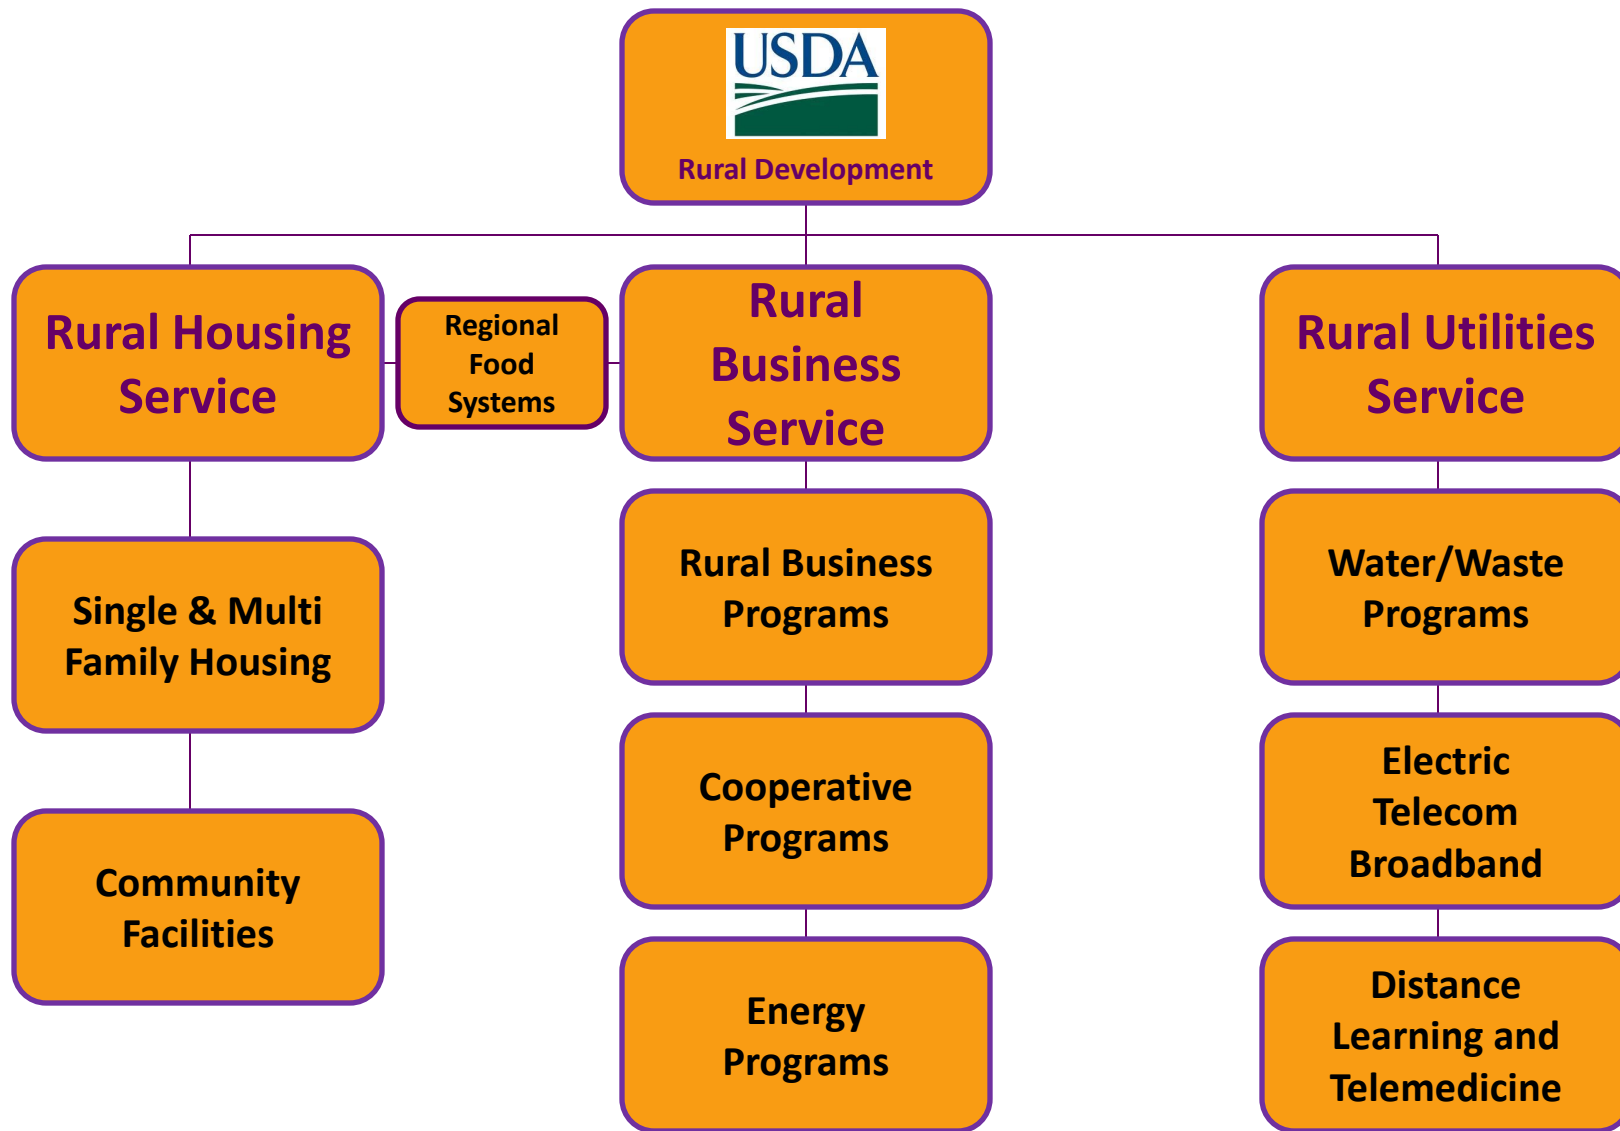 USDA
Rural Development
Rural Housing
Service
Regional
Food
Systems
Rural
Business
Service
Rural Utilities
Service
Single & Multi
Family Housing
Community
Facilities
Rural Business
Programs
Cooperative
Programs
Energy
Programs
Water/Waste
Programs
Electric
Telecom
Broadband
Distance
Learning and
Telemedicine